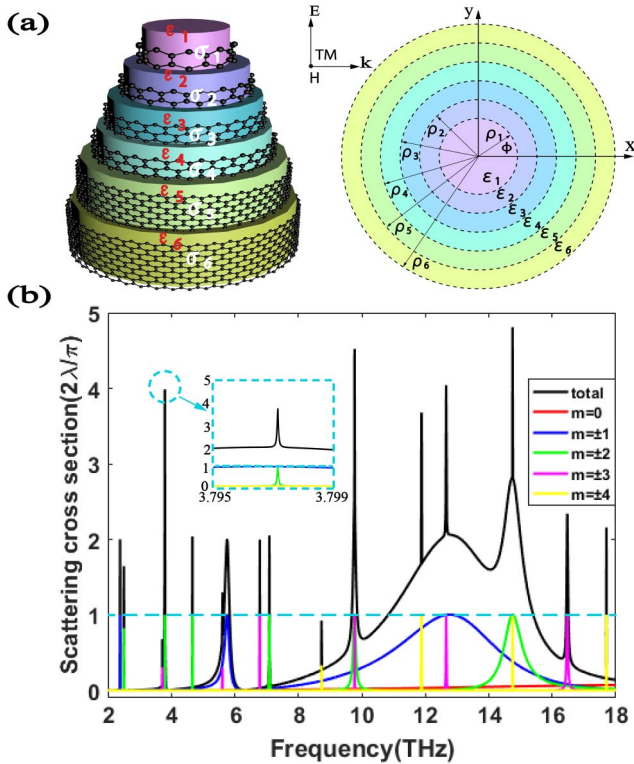 (a)
ε1
σ1
ε2
σ2
ε3
σ3
ε4
σ4
ε5
σ5
ε6
σ6
E
TM
k
H
y
x
ρ1
ρ2
ρ3
ρ4
ρ5
ρ6
ϕ
ε1
ε2
ε3
ε4
ε5
ε6
(b)
Scattering cross section(2λ/π)
5
4
3
2
1
0
5
4
3
2
1
0
3.795 3.799
total
m=0
m=±1
m=±2
m=±3
m=±4
2 4 6 8 10 12 14 16 18
Frequency(THz)